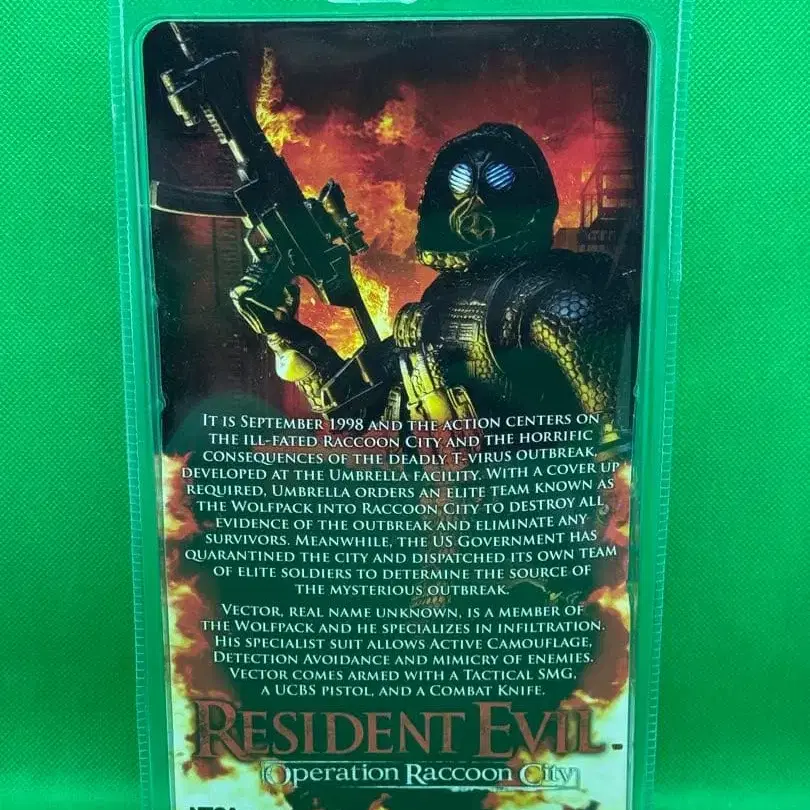 It is September 1998 and the action centers on
the ill-fated Raccoon City and the horrific
consequences of the deadly T-virus outbreak,
developed at the Umbrella facility. With a cover up
required, Umbrella orders an elite team known as
the Wolfpack into Raccoon City to destroy all
evidence of the outbreak and eliminate any
survivors. Meanwhile, the US Government has
quarantined the city and dispatched its own team
of elite soldiers to determine the source of
the mysterious outbreak.
Vector, real name unknown, is a member of
the Wolfpack and he specializes in infiltration.
His specialist suit allows Active Camouflage,
Detection Avoidance and mimicry of enemies.
Vector comes armed with a Tactical SMG,
a UCBS pistol, and a Combat Knife.
Resident Evil
Operation Raccoon City